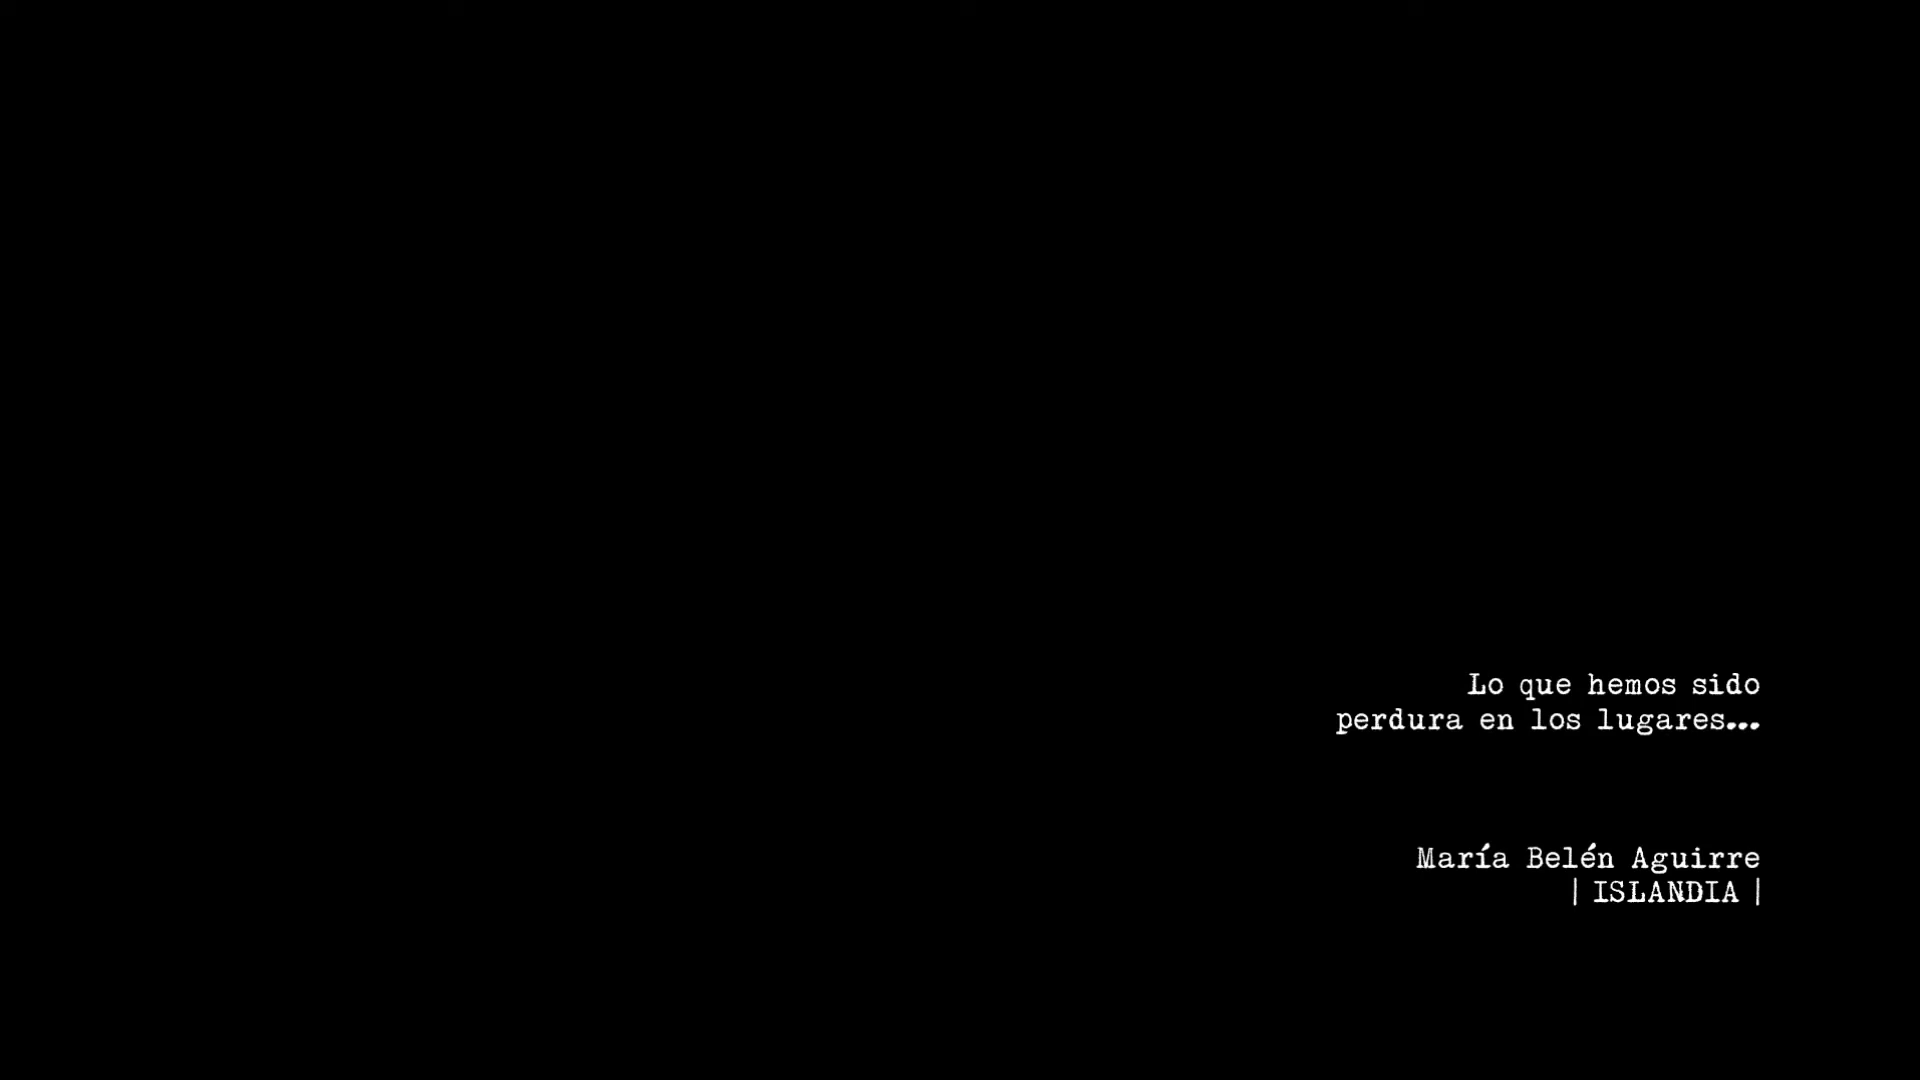 Lo que hemos sido
perdura en los lugares...
María Belén Aguirre
| ISLANDIA |